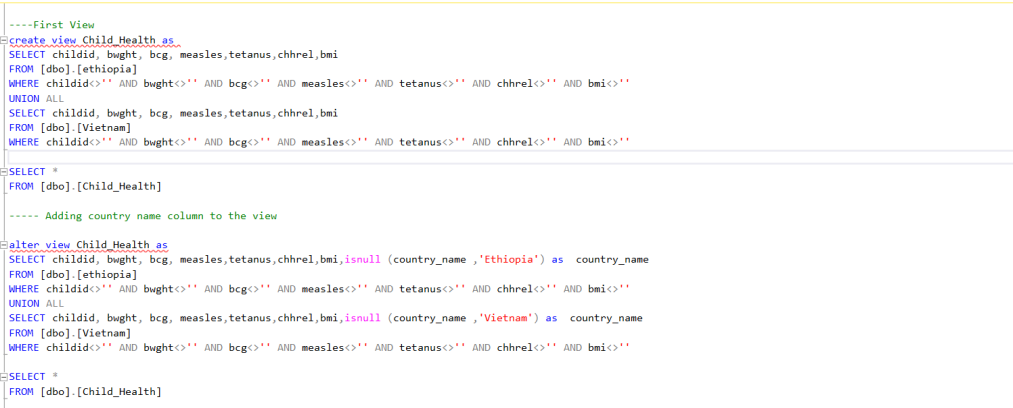 ----First View
create view Child_Health as
SELECT childid, bwght, bcg, measles,tetanus,chhrel,bmi
FROM [dbo].[ethiopia]
WHERE childid<>'' AND bwght<>'' AND bcg<>'' AND measles<>'' AND tetanus<>'' AND chhrel<>'' AND bmi<>''
UNION ALL
SELECT childid, bwght, bcg, measles,tetanus,chhrel,bmi
FROM [dbo].[Vietnam]
WHERE childid<>'' AND bwght<>'' AND bcg<>'' AND measles<>'' AND tetanus<>'' AND chhrel<>'' AND bmi<>''
SELECT *
FROM [dbo].[Child_Health]
----- Adding country name column to the view
alter view Child_Health as
SELECT childid, bwght, bcg, measles,tetanus,chhrel,bmi,isnull (country_name ,'Ethiopia') as  country_name
FROM [dbo].[ethiopia]
WHERE childid<>'' AND bwght<>'' AND bcg<>'' AND measles<>'' AND tetanus<>'' AND chhrel<>'' AND bmi<>''
UNION ALL
SELECT childid, bwght, bcg, measles,tetanus,chhrel,bmi,isnull (country_name ,'Vietnam') as  country_name
FROM [dbo].[Vietnam]
WHERE childid<>'' AND bwght<>'' AND bcg<>'' AND measles<>'' AND tetanus<>'' AND chhrel<>'' AND bmi<>''
SELECT *
FROM [dbo].[Child_Health]